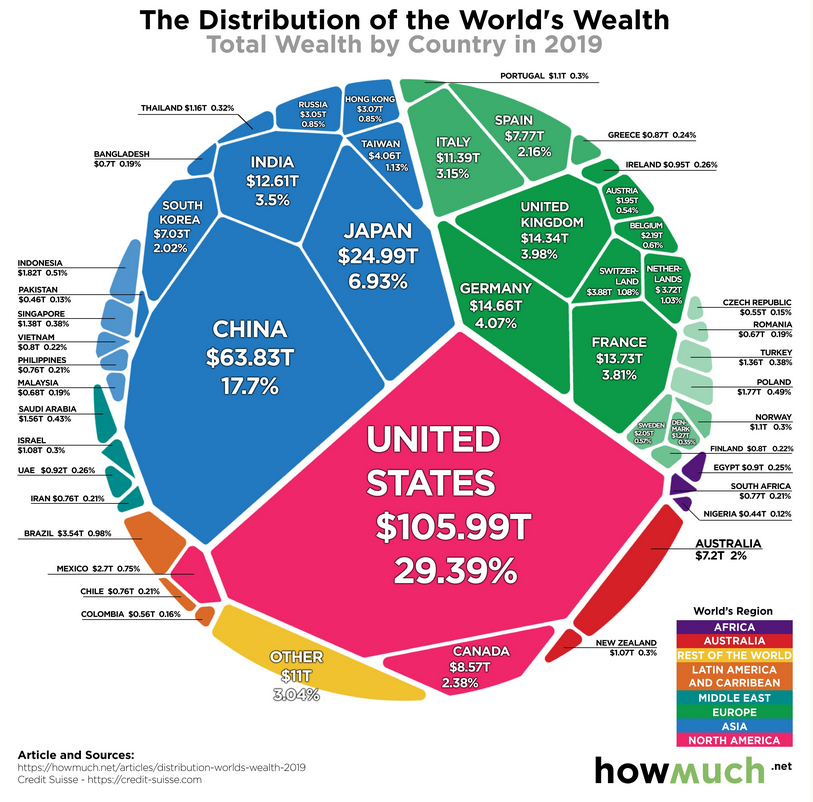 The Distribution of the World's Wealth
Total Wealth by Country in 2019
PORTUGAL $1.1T 0.3%
THAILAND $1.16T 0.32%
RUSSIA
$3.05T
0.85%
HONG KONG
$3.07T
0.85%
SPAIN
$7.77T
2.16%
GREECE $0.87T 0.24%
BANGLADESH
$0.7T 0.19%
INDIA
$12.61T
3.5%
TAIWAN
$4.06T
1.13%
ITALY
$11.39T
3.15%
IRELAND $0.95T 0.26%
AUSTRIA
$1.95T
0.54%
SOUTH
KOREA
$7.03T
2.02%
JAPAN
$24.99T
6.93%
UNITED
KINGDOM
$14.34T
3.98%
BELGIUM
$2.19T
0.61%
INDONESIA
$1.82T 0.51%
SWITZER-
LAND
$3.88T 1.08%
NETHER-
LANDS
$ 3.72T
1.03%
PAKISTAN
$0.46T 0.13%
GERMANY
$14.66T
4.07%
CZECH REPUBLIC
$0.55T 0.15%
SINGAPORE
$1.38T 0.38%
CHINA
$63.83T
17.7%
ROMANIA
$0.67T 0.19%
VIETNAM
$0.8T 0.22%
FRANCE
$13.73T
3.81%
TURKEY
$1.36T 0.38%
PHILIPPINES
$0.76T 0.21%
POLAND
$1.77T 0.49%
MALAYSIA
$0.68T 0.19%
SAUDI ARABIA
$1.56T 0.43%
NORWAY
$1.1T 0.3%
SWEDEN
$2.05T
0.57%
DEN-
MARK
$1.27T
0.35%
UNITED
STATES
$105.99T
29.39%
ISRAEL
$1.08T 0.3%
FINLAND $0.8T 0.22%
UAE $0.92T 0.26%
EGYPT $0.9T 0.25%
IRAN $0.76T 0.21%
SOUTH AFRICA
$0.77T 0.21%
NIGERIA $0.44T 0.12%
BRAZIL $3.54T 0.98%
AUSTRALIA
$7.2T 2%
MEXICO $2.7T 0.75%
CHILE $0.76T 0.21%
COLOMBIA $0.56T 0.16%
NEW ZEALAND
$1.07T 0.3%
OTHER
$11T
3.04%
CANADA
$8.57T
2.38%
World's Region
AFRICA
AUSTRALIA
REST OF THE WORLD
LATIN AMERICA
AND CARRIBEAN
MIDDLE EAST
EUROPE
ASIA
NORTH AMERICA
Article and Sources:
https://howmuch.net/articles/distribution-worlds-wealth-2019
Credit Suisse - https://credit-suisse.com
howmuch.net